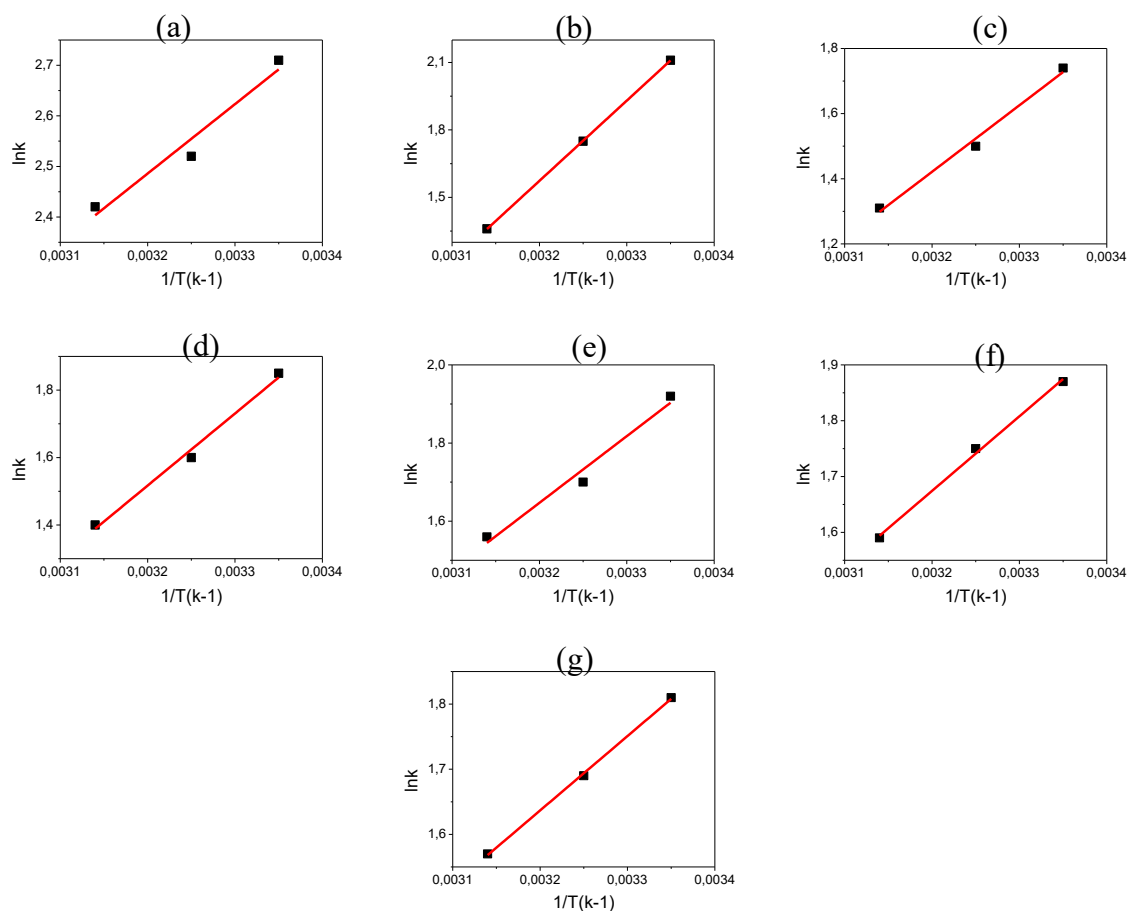 (a)
2,7
2,6
2,5
2,4
lnk
0,0031 0,0032 0,0033 0,0034
1/T(k-1)
(b)
2,1
1,8
1,5
lnk
0,0031 0,0032 0,0033 0,0034
1/T(k-1)
(c)
1,8
1,6
1,4
1,2
lnk
0,0031 0,0032 0,0033 0,0034
1/T(k-1)
(d)
1,8
1,6
1,4
lnk
0,0031 0,0032 0,0033 0,0034
1/T(k-1)
(e)
2,0
1,8
1,6
lnk
0,0031 0,0032 0,0033 0,0034
1/T(k-1)
(f)
1,9
1,8
1,7
1,6
lnk
0,0031 0,0032 0,0033 0,0034
1/T(k-1)
(g)
1,8
1,7
1,6
lnk
0,0031 0,0032 0,0033 0,0034
1/T(k-1)